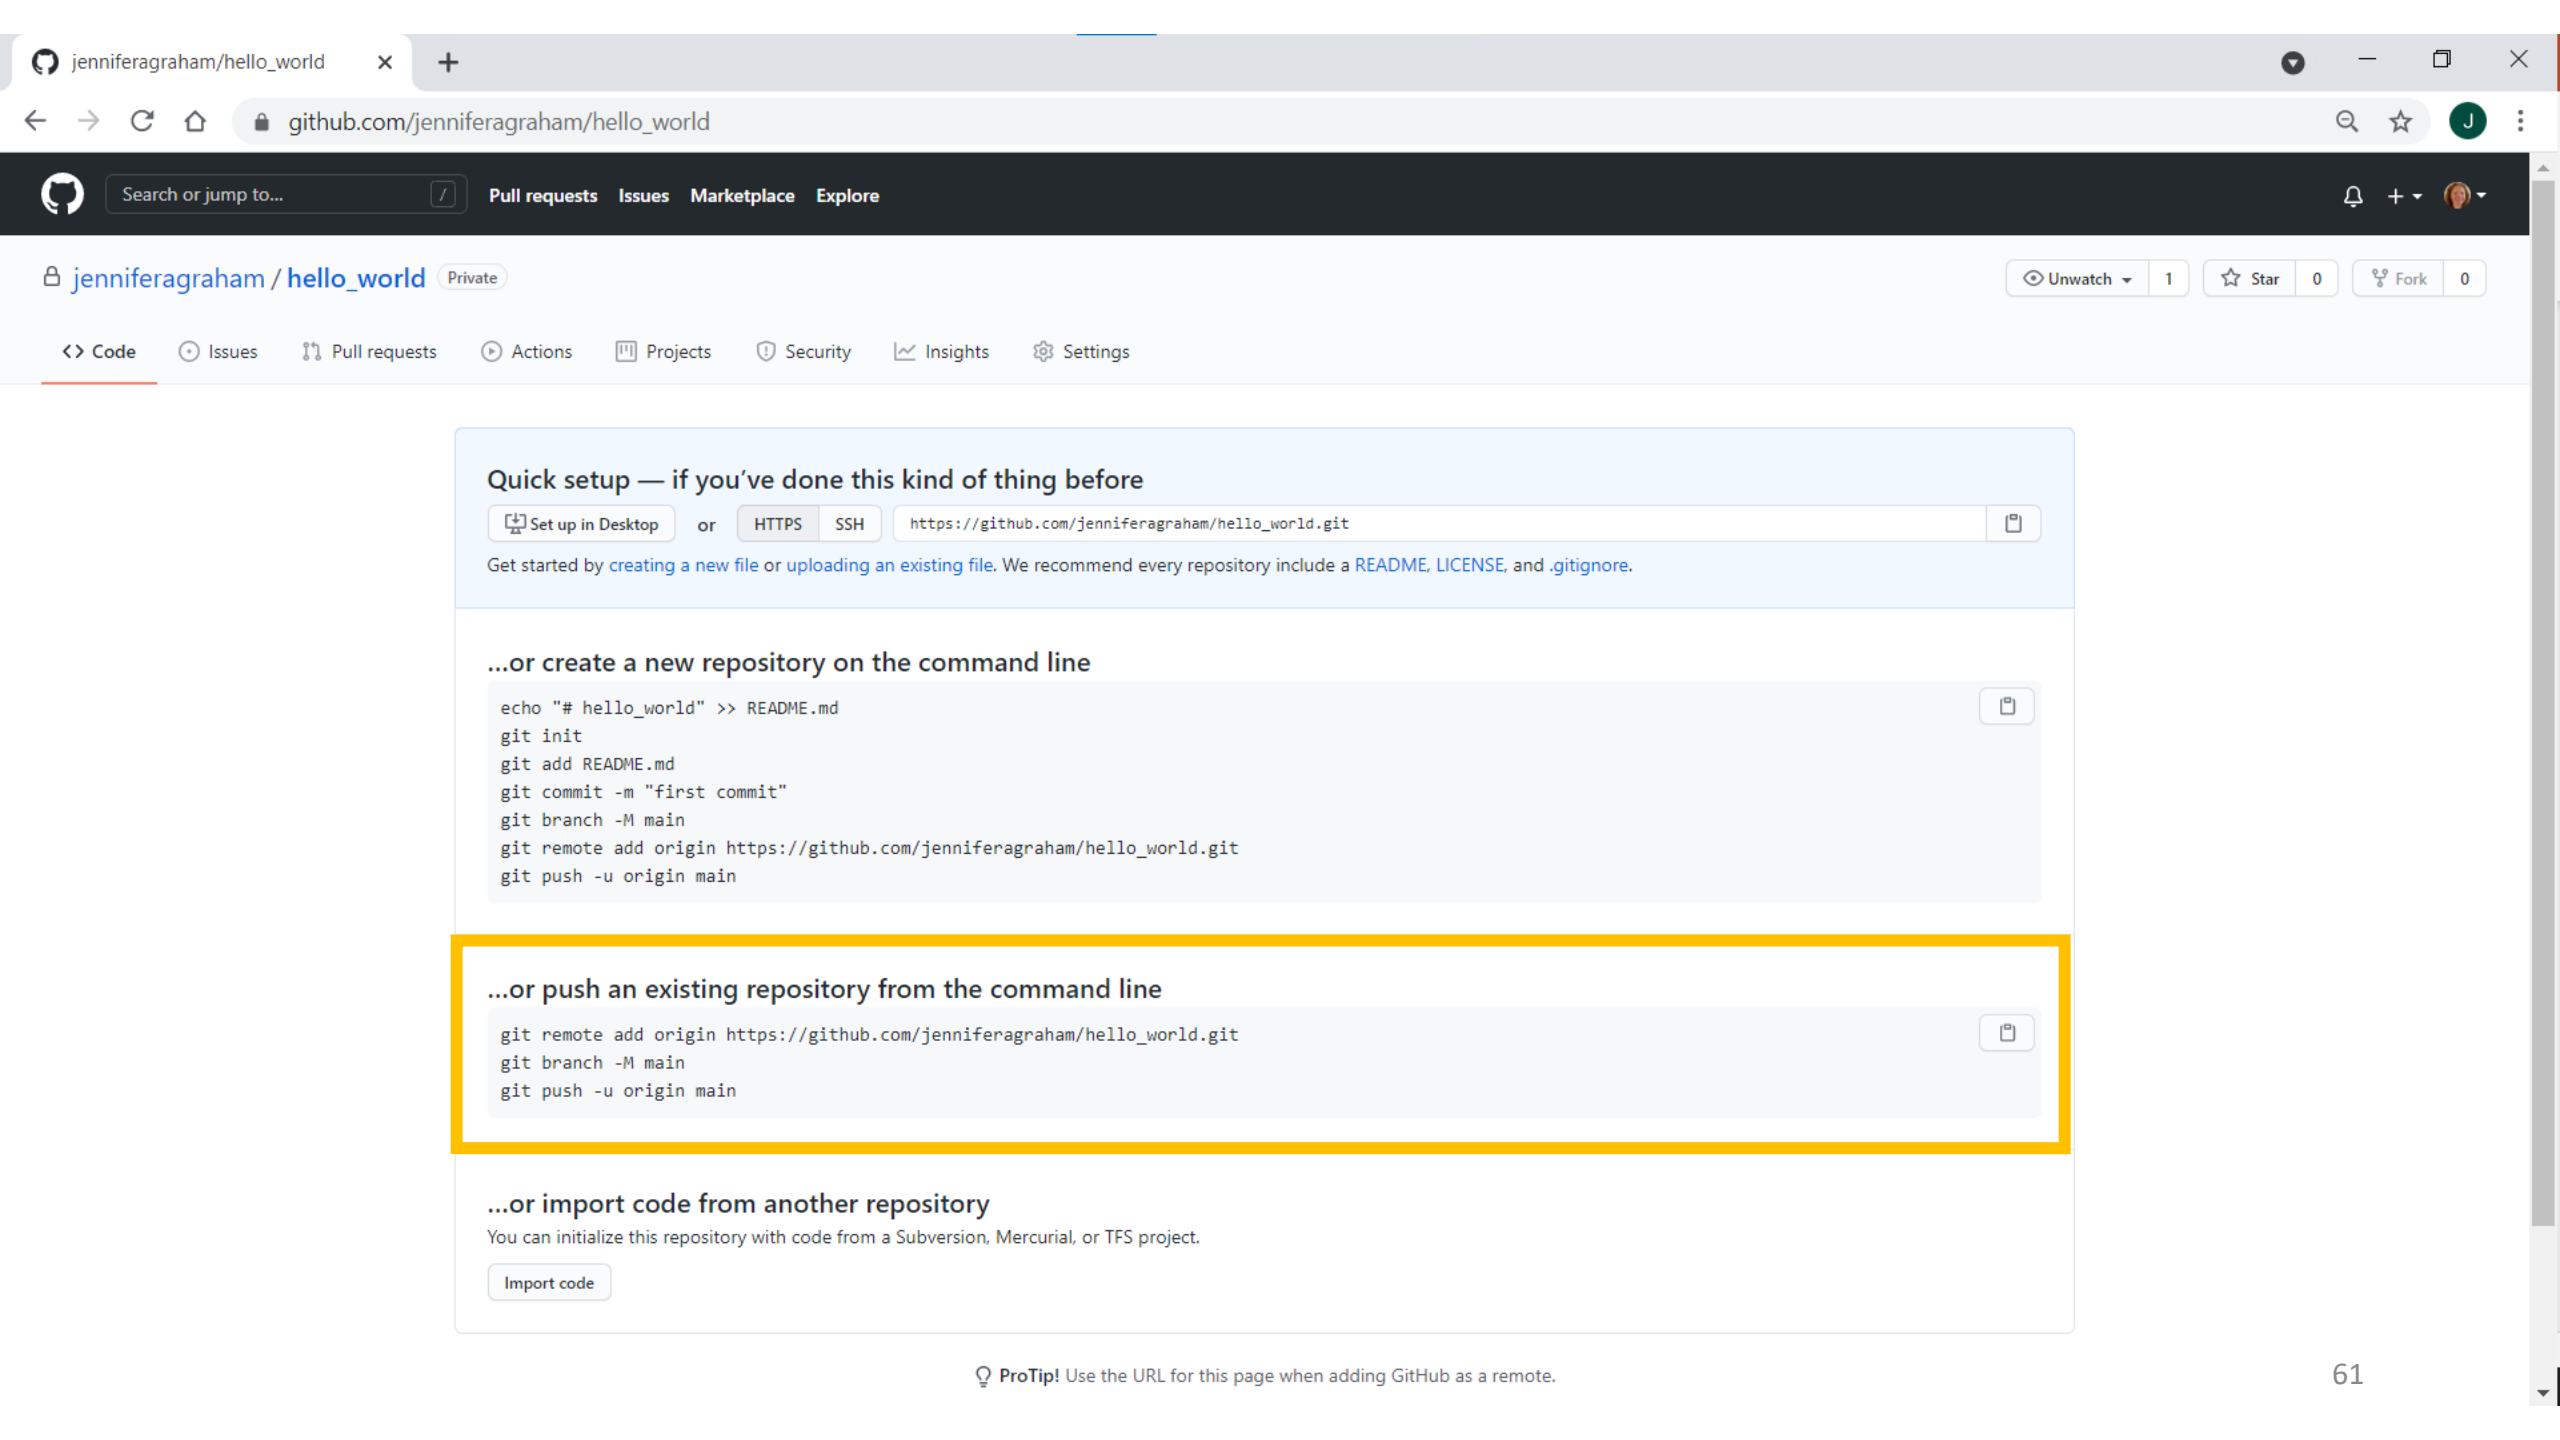 jenniferagraham/hello_world
github.com/jenniferagraham/hello_world
J
Search or jump to... / Pull requests Issues Marketplace Explore
jenniferagraham / hello_world Private Unwatch 1 Star 0 Fork 0
Code Issues Pull requests Actions Projects Security Insights Settings
Quick setup — if you’ve done this kind of thing before
Set up in Desktop or HTTPS SSH https://github.com/jenniferagraham/hello_world.git
Get started by creating a new file or uploading an existing file. We recommend every repository include a README, LICENSE, and .gitignore.
…or create a new repository on the command line
echo "# hello_world" >> README.md
git init
git add README.md
git commit -m "first commit"
git branch -M main
git remote add origin https://github.com/jenniferagraham/hello_world.git
git push -u origin main
…or push an existing repository from the command line
git remote add origin https://github.com/jenniferagraham/hello_world.git
git branch -M main
git push -u origin main
…or import code from another repository
You can initialize this repository with code from a Subversion, Mercurial, or TFS project.
Import code
ProTip! Use the URL for this page when adding GitHub as a remote.
61